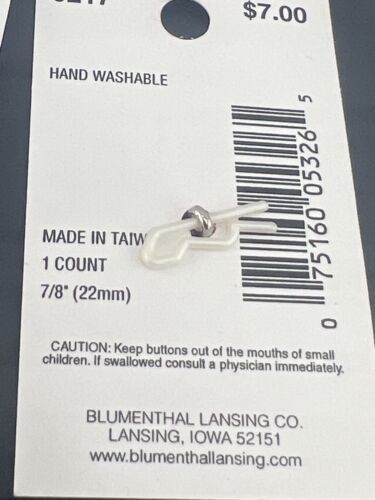 $7.00
HAND WASHABLE
MADE IN TAIW
1 COUNT
7/8" (22mm)
0 75160 05326 5
CAUTION: Keep buttons out of the mouths of small
children. If swallowed consult a physician immediately.
BLUMENTHAL LANSING CO.
LANSING, IOWA 52151
www.blumenthallansing.com